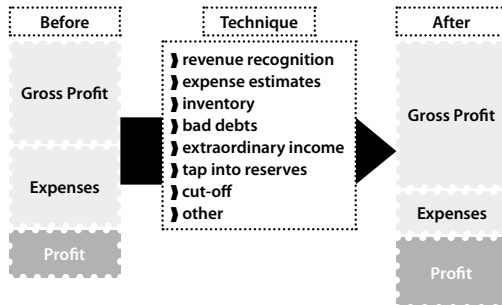 Before
Technique
After
Gross Profit
Expenses
Profit
❱ revenue recognition
❱ expense estimates
❱ inventory
❱ bad debts
❱ extraordinary income
❱ tap into reserves
❱ cut-off
❱ other
Gross Profit
Expenses
Profit